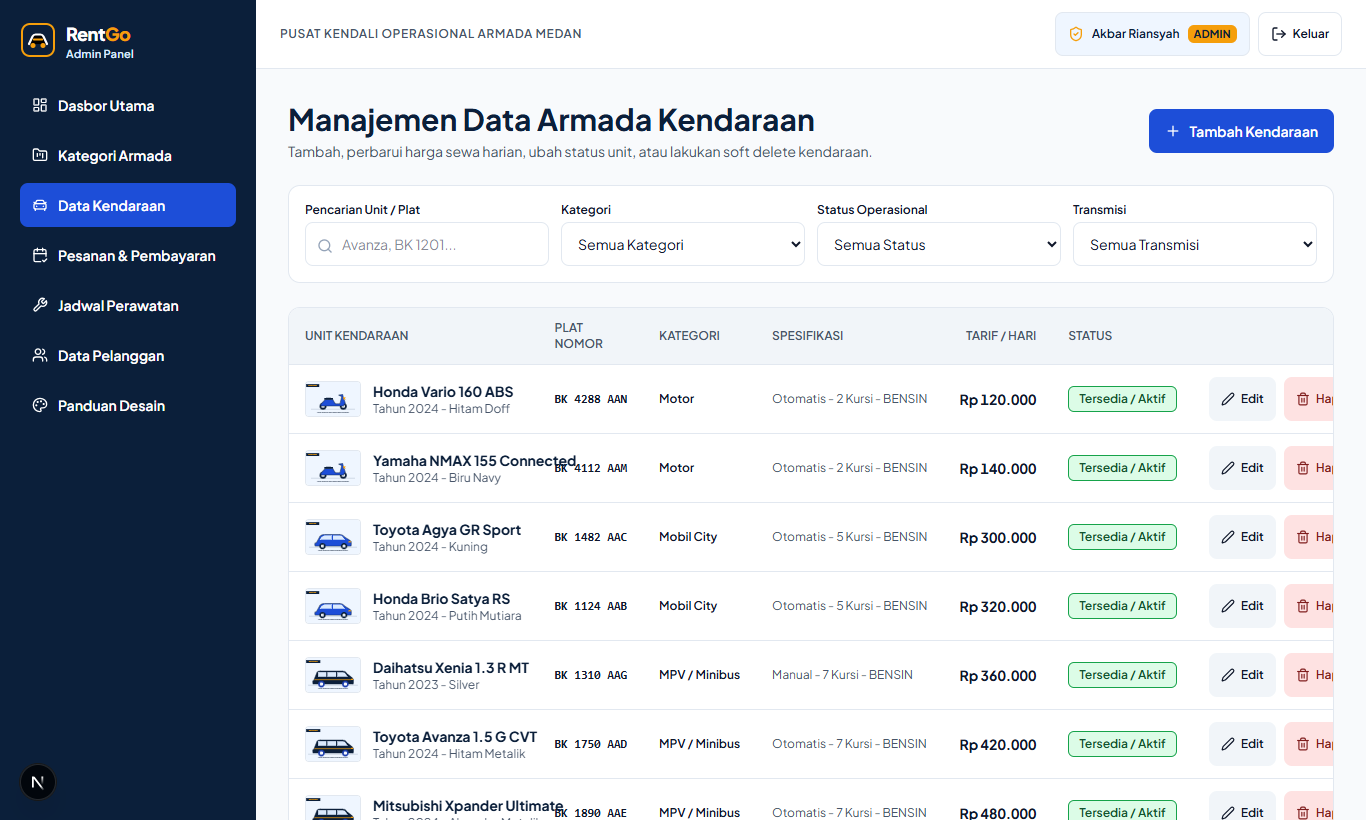 RentGo
Admin Panel
Dasbor Utama
Kategori Armada
Data Kendaraan
Pesanan & Pembayaran
Jadwal Perawatan
Data Pelanggan
Panduan Desain
N
PUSAT KENDALI OPERASIONAL ARMADA MEDAN
Akbar Riansyah ADMIN
Keluar
Manajemen Data Armada Kendaraan
Tambah, perbarui harga sewa harian, ubah status unit, atau lakukan soft delete kendaraan.
+ Tambah Kendaraan
Pencarian Unit / Plat
Avanza, BK 1201...
Kategori
Semua Kategori
Status Operasional
Semua Status
Transmisi
Semua Transmisi
UNIT KENDARAAN PLAT NOMOR KATEGORI SPESIFIKASI TARIF / HARI STATUS
Honda Vario 160 ABS
Tahun 2024 - Hitam Doff
BK 4288 AAN Motor Otomatis - 2 Kursi - BENSIN Rp 120.000 Tersedia / Aktif Edit Hap
Yamaha NMAX 155 Connected
Tahun 2024 - Biru Navy
BK 4112 AAM Motor Otomatis - 2 Kursi - BENSIN Rp 140.000 Tersedia / Aktif Edit Hap
Toyota Agya GR Sport
Tahun 2024 - Kuning
BK 1482 AAC Mobil City Otomatis - 5 Kursi - BENSIN Rp 300.000 Tersedia / Aktif Edit Hap
Honda Brio Satya RS
Tahun 2024 - Putih Mutiara
BK 1124 AAB Mobil City Otomatis - 5 Kursi - BENSIN Rp 320.000 Tersedia / Aktif Edit Hap
Daihatsu Xenia 1.3 R MT
Tahun 2023 - Silver
BK 1310 AAG MPV / Minibus Manual - 7 Kursi - BENSIN Rp 360.000 Tersedia / Aktif Edit Hap
Toyota Avanza 1.5 G CVT
Tahun 2024 - Hitam Metalik
BK 1750 AAD MPV / Minibus Otomatis - 7 Kursi - BENSIN Rp 420.000 Tersedia / Aktif Edit Hap
Mitsubishi Xpander Ultimate
BK 1890 AAE MPV / Minibus Otomatis - 7 Kursi - BENSIN Rp 480.000 Tersedia / Aktif Edit Hap